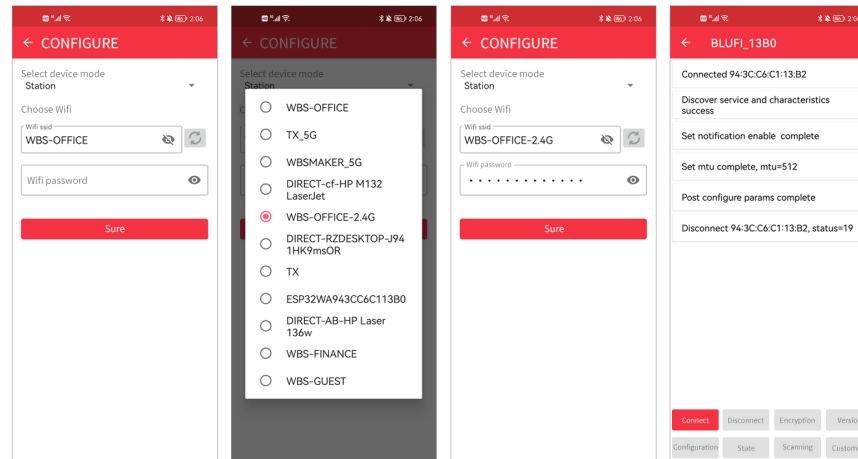 2:06
← CONFIGURE
Select device mode
Station
Choose Wifi
Wifi ssid
WBS-OFFICE
Wifi password
Sure
2:06
← CONFIGURE
Select device mode
Station
WBS-OFFICE
TX_5G
WBSMAKER_5G
DIRECT-cf-HP M132
LaserJet
WBS-OFFICE-2.4G
DIRECT-RZDESKTOP-J94
1HK9msOR
TX
ESP32WA943CC6C113B0
DIRECT-AB-HP Laser
136w
WBS-FINANCE
WBS-GUEST
2:06
← CONFIGURE
Select device mode
Station
Choose Wifi
Wifi ssid
WBS-OFFICE-2.4G
Wifi password
Sure
← BLUFI_13B0
Connected 94:3C:C6:C1:13:B2
Discover service and characteristics
success
Set notification enable complete
Set mtu complete, mtu=512
Post configure params complete
Disconnect 94:3C:C6:C1:13:B2, status=19
Connect Disconnect Encryption Versio
Configuration State Scanning Custom